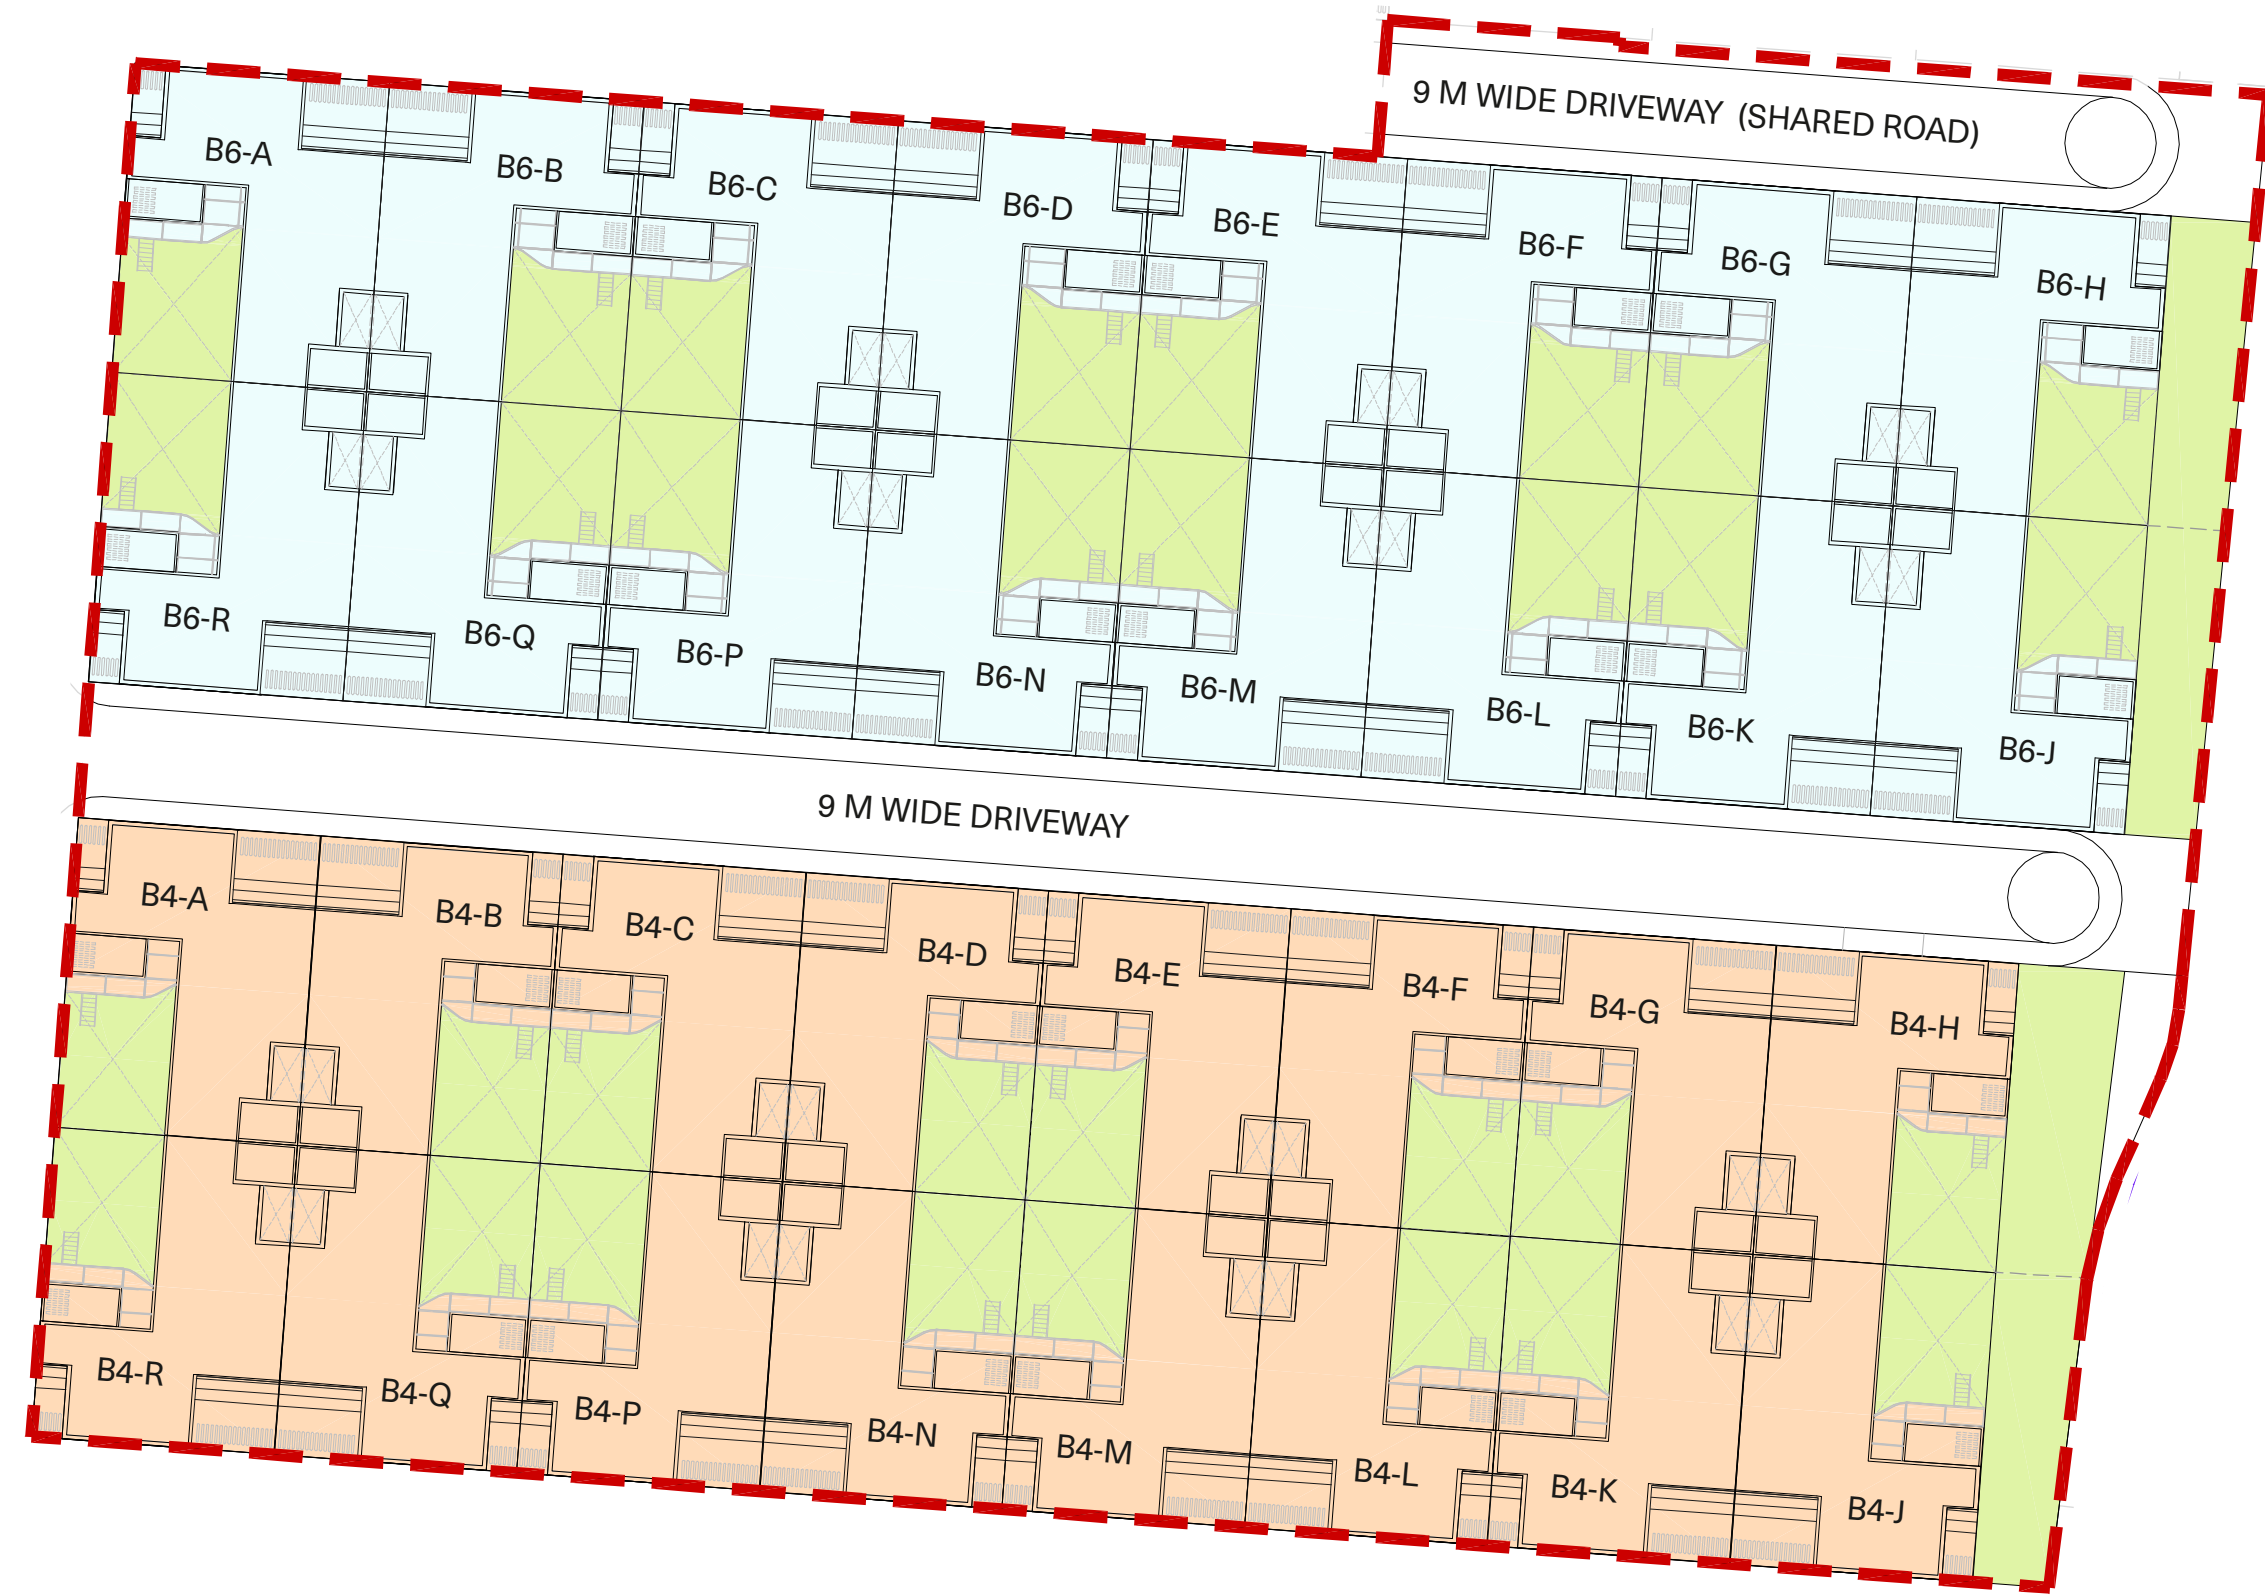 9 M WIDE DRIVEWAY (SHARED ROAD)
B6-A
B6-B
B6-C
B6-D
B6-E
B6-F
B6-G
B6-H
B6-R
B6-Q
B6-P
B6-N
B6-M
B6-L
B6-K
B6-J
9 M WIDE DRIVEWAY
B4-A
B4-B
B4-C
B4-D
B4-E
B4-F
B4-G
B4-H
B4-R
B4-Q
B4-P
B4-N
B4-M
B4-L
B4-K
B4-J